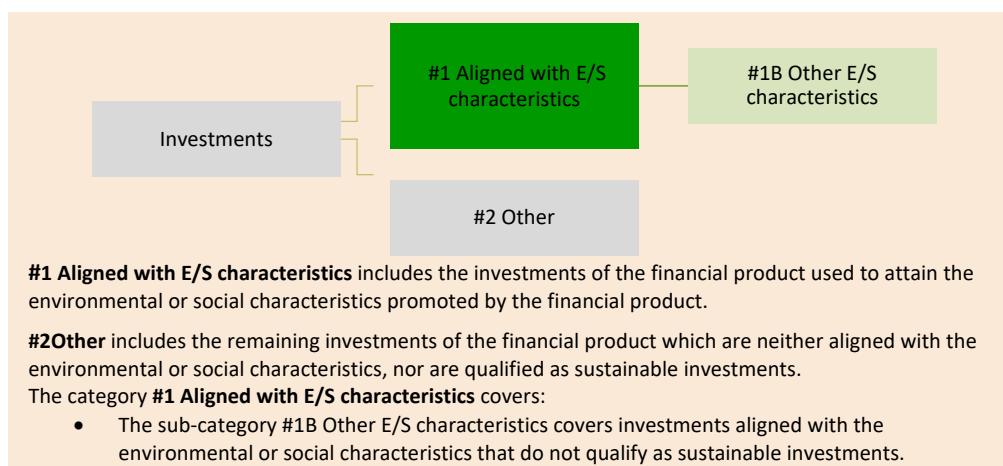 #1 Aligned with E/S
characteristics
#1B Other E/S
characteristics
Investments
#2 Other
#1 Aligned with E/S characteristics includes the investments of the financial product used to attain the
environmental or social characteristics promoted by the financial product.
#2Other includes the remaining investments of the financial product which are neither aligned with the
environmental or social characteristics, nor are qualified as sustainable investments.
The category #1 Aligned with E/S characteristics covers:
• The sub-category #1B Other E/S characteristics covers investments aligned with the
environmental or social characteristics that do not qualify as sustainable investments.